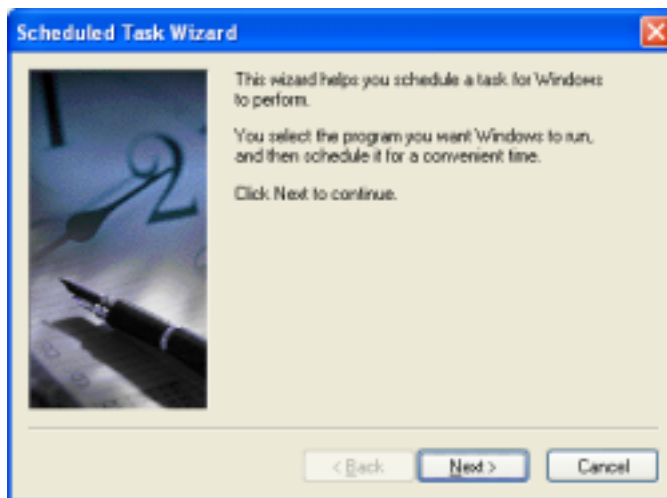 Scheduled Task Wizard
This wizard helps you schedule a task for Windows
to perform.
You select the program you want Windows to run,
and then schedule it for a convenient time.
Click Next to continue.
2
< Back
Next >
Cancel